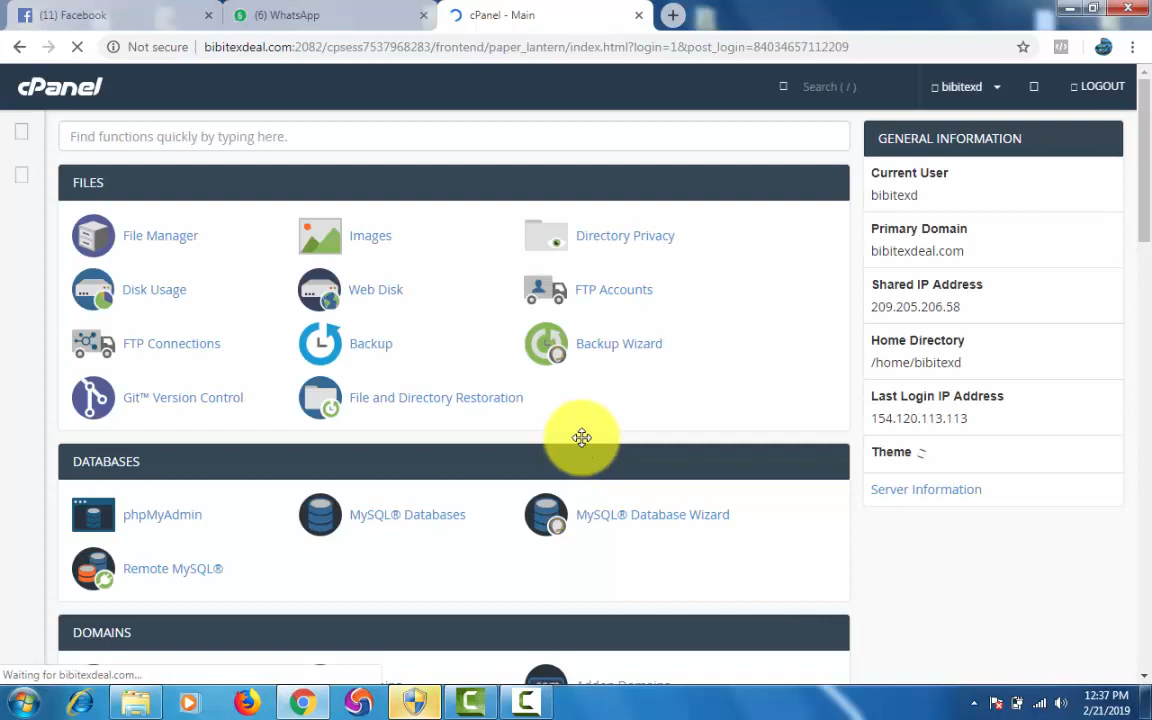 (11) Facebook
(6) WhatsApp
cPanel - Main
Not secure
bibitexdeal.com:2082/cpsess7537968283/frontend/paper_lantern/index.html?login=1&post_login=84034657112209
cPanel
Search ( / )
bibitexd
LOGOUT
Find functions quickly by typing here.
FILES
File Manager
Images
Directory Privacy
Disk Usage
Web Disk
FTP Accounts
FTP Connections
Backup
Backup Wizard
Git™ Version Control
File and Directory Restoration
DATABASES
phpMyAdmin
MySQL® Databases
MySQL® Database Wizard
Remote MySQL®
DOMAINS
Addon Domains
GENERAL INFORMATION
Current User
bibitexd
Primary Domain
bibitexdeal.com
Shared IP Address
209.205.206.58
Home Directory
/home/bibitexd
Last Login IP Address
154.120.113.113
Theme
Server Information
Waiting for bibitexdeal.com...
12:37 PM
2/21/2019